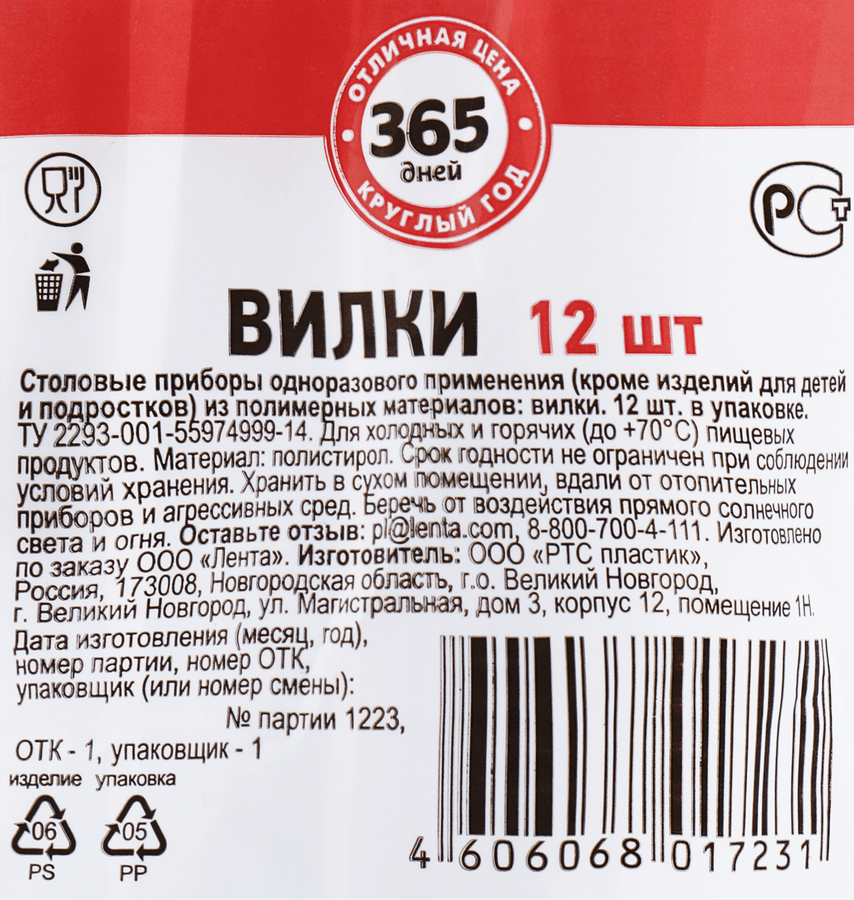 ОТЛИЧНАЯ ЦЕНА
365
дней
КРУГЛЫЙ ГОД
РСТ
ВИЛКИ 12 шт
Столовые приборы одноразового применения (кроме изделий для детей
и подростков) из полимерных материалов: вилки. 12 шт. в упаковке.
ТУ 2293-001-55974999-14. Для холодных и горячих (до +70°С) пищевых
продуктов. Материал: полистирол. Срок годности не ограничен при соблюдении
условий хранения. Хранить в сухом помещении, вдали от отопительных
приборов и агрессивных сред. Беречь от воздействия прямого солнечного
света и огня. Оставьте отзыв: pl@lenta.com, 8-800-700-4-111. Изготовлено
по заказу ООО «Лента». Изготовитель: ООО «РТС пластик»,
Россия, 173008, Новгородская область, г.о. Великий Новгород,
г. Великий Новгород, ул. Магистральная, дом 3, корпус 12, помещение 1Н.
Дата изготовления (месяц, год),
номер партии, номер ОТК,
упаковщик (или номер смены):
№ партии 1223,
ОТК - 1, упаковщик - 1
изделие упаковка
06 05
PS PP
4 606068 017231